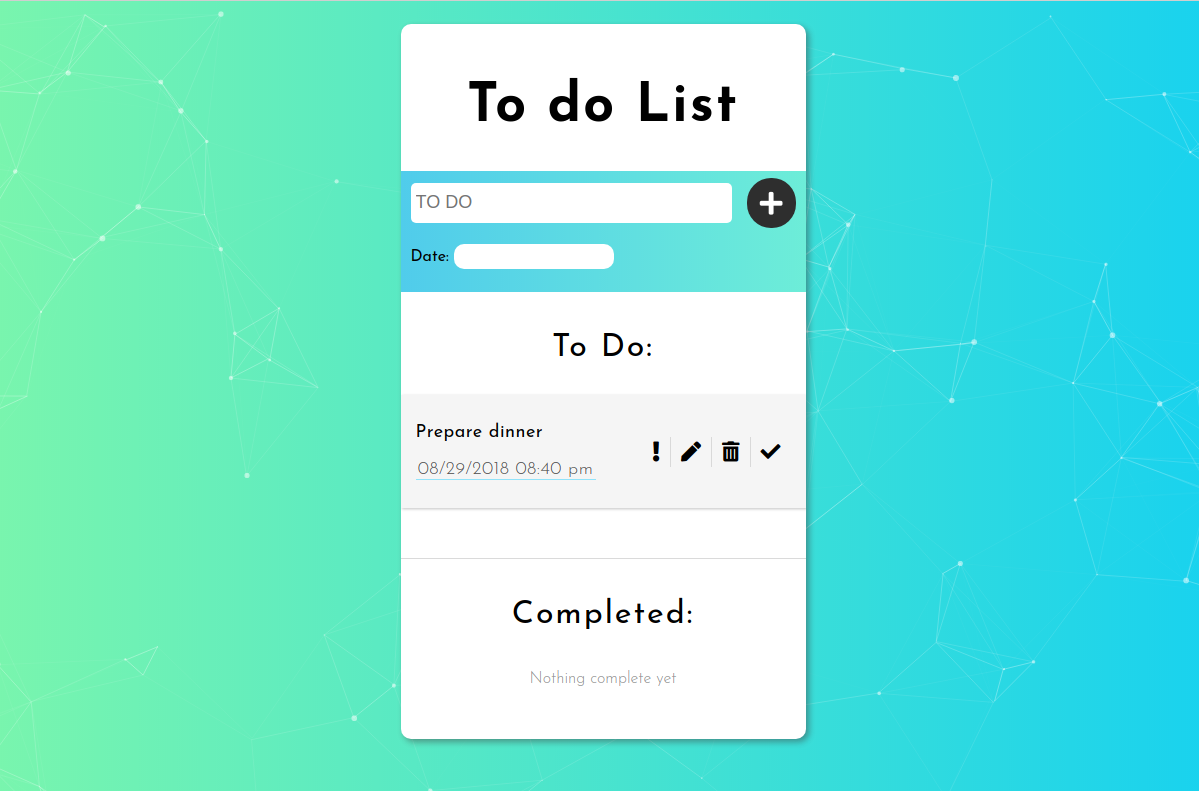 To do List
TO DO
Date:
To Do:
Prepare dinner
08/29/2018 08:40 pm
Completed:
Nothing complete yet